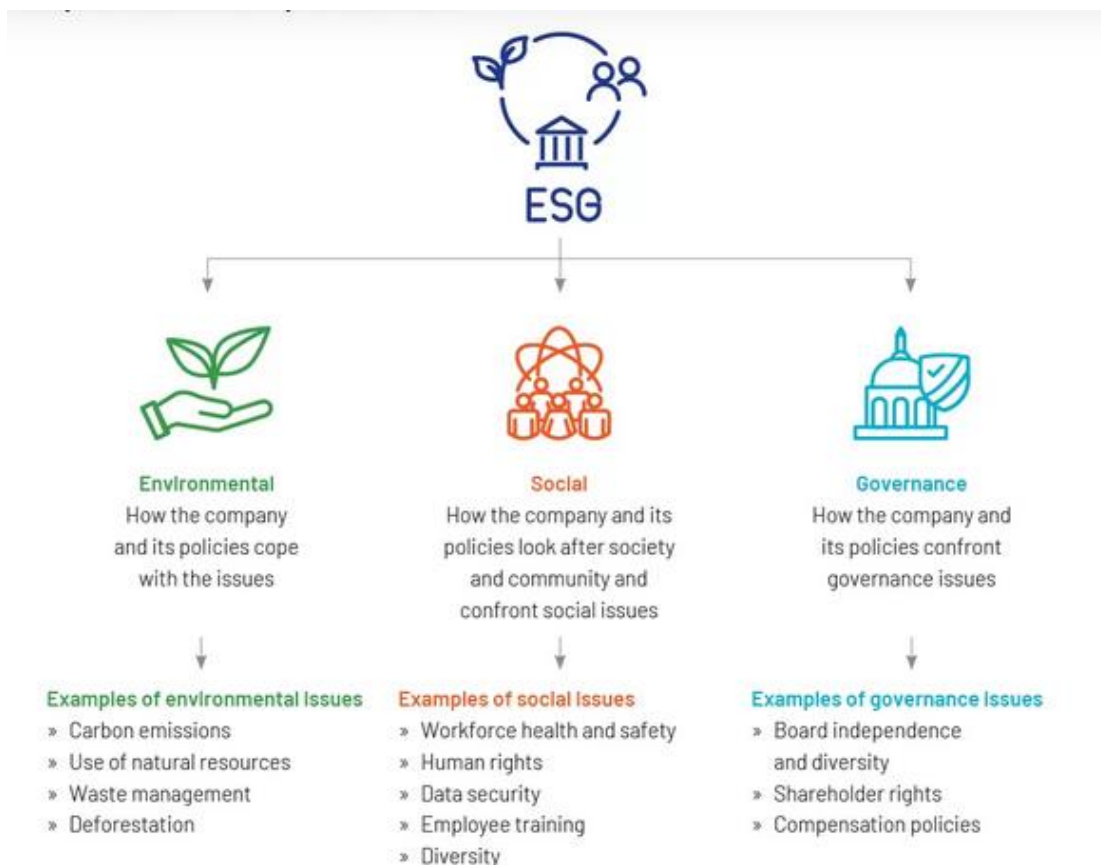 ESG
Environmental
How the company
and its policies cope
with the issues
Examples of environmental issues
» Carbon emissions
» Use of natural resources
» Waste management
» Deforestation
Social
How the company and its
policies look after society
and community and
confront social issues
Examples of social issues
» Workforce health and safety
» Human rights
» Data security
» Employee training
» Diversity
Governance
How the company and
its policies confront
governance issues
Examples of governance issues
» Board independence
and diversity
» Shareholder rights
» Compensation policies